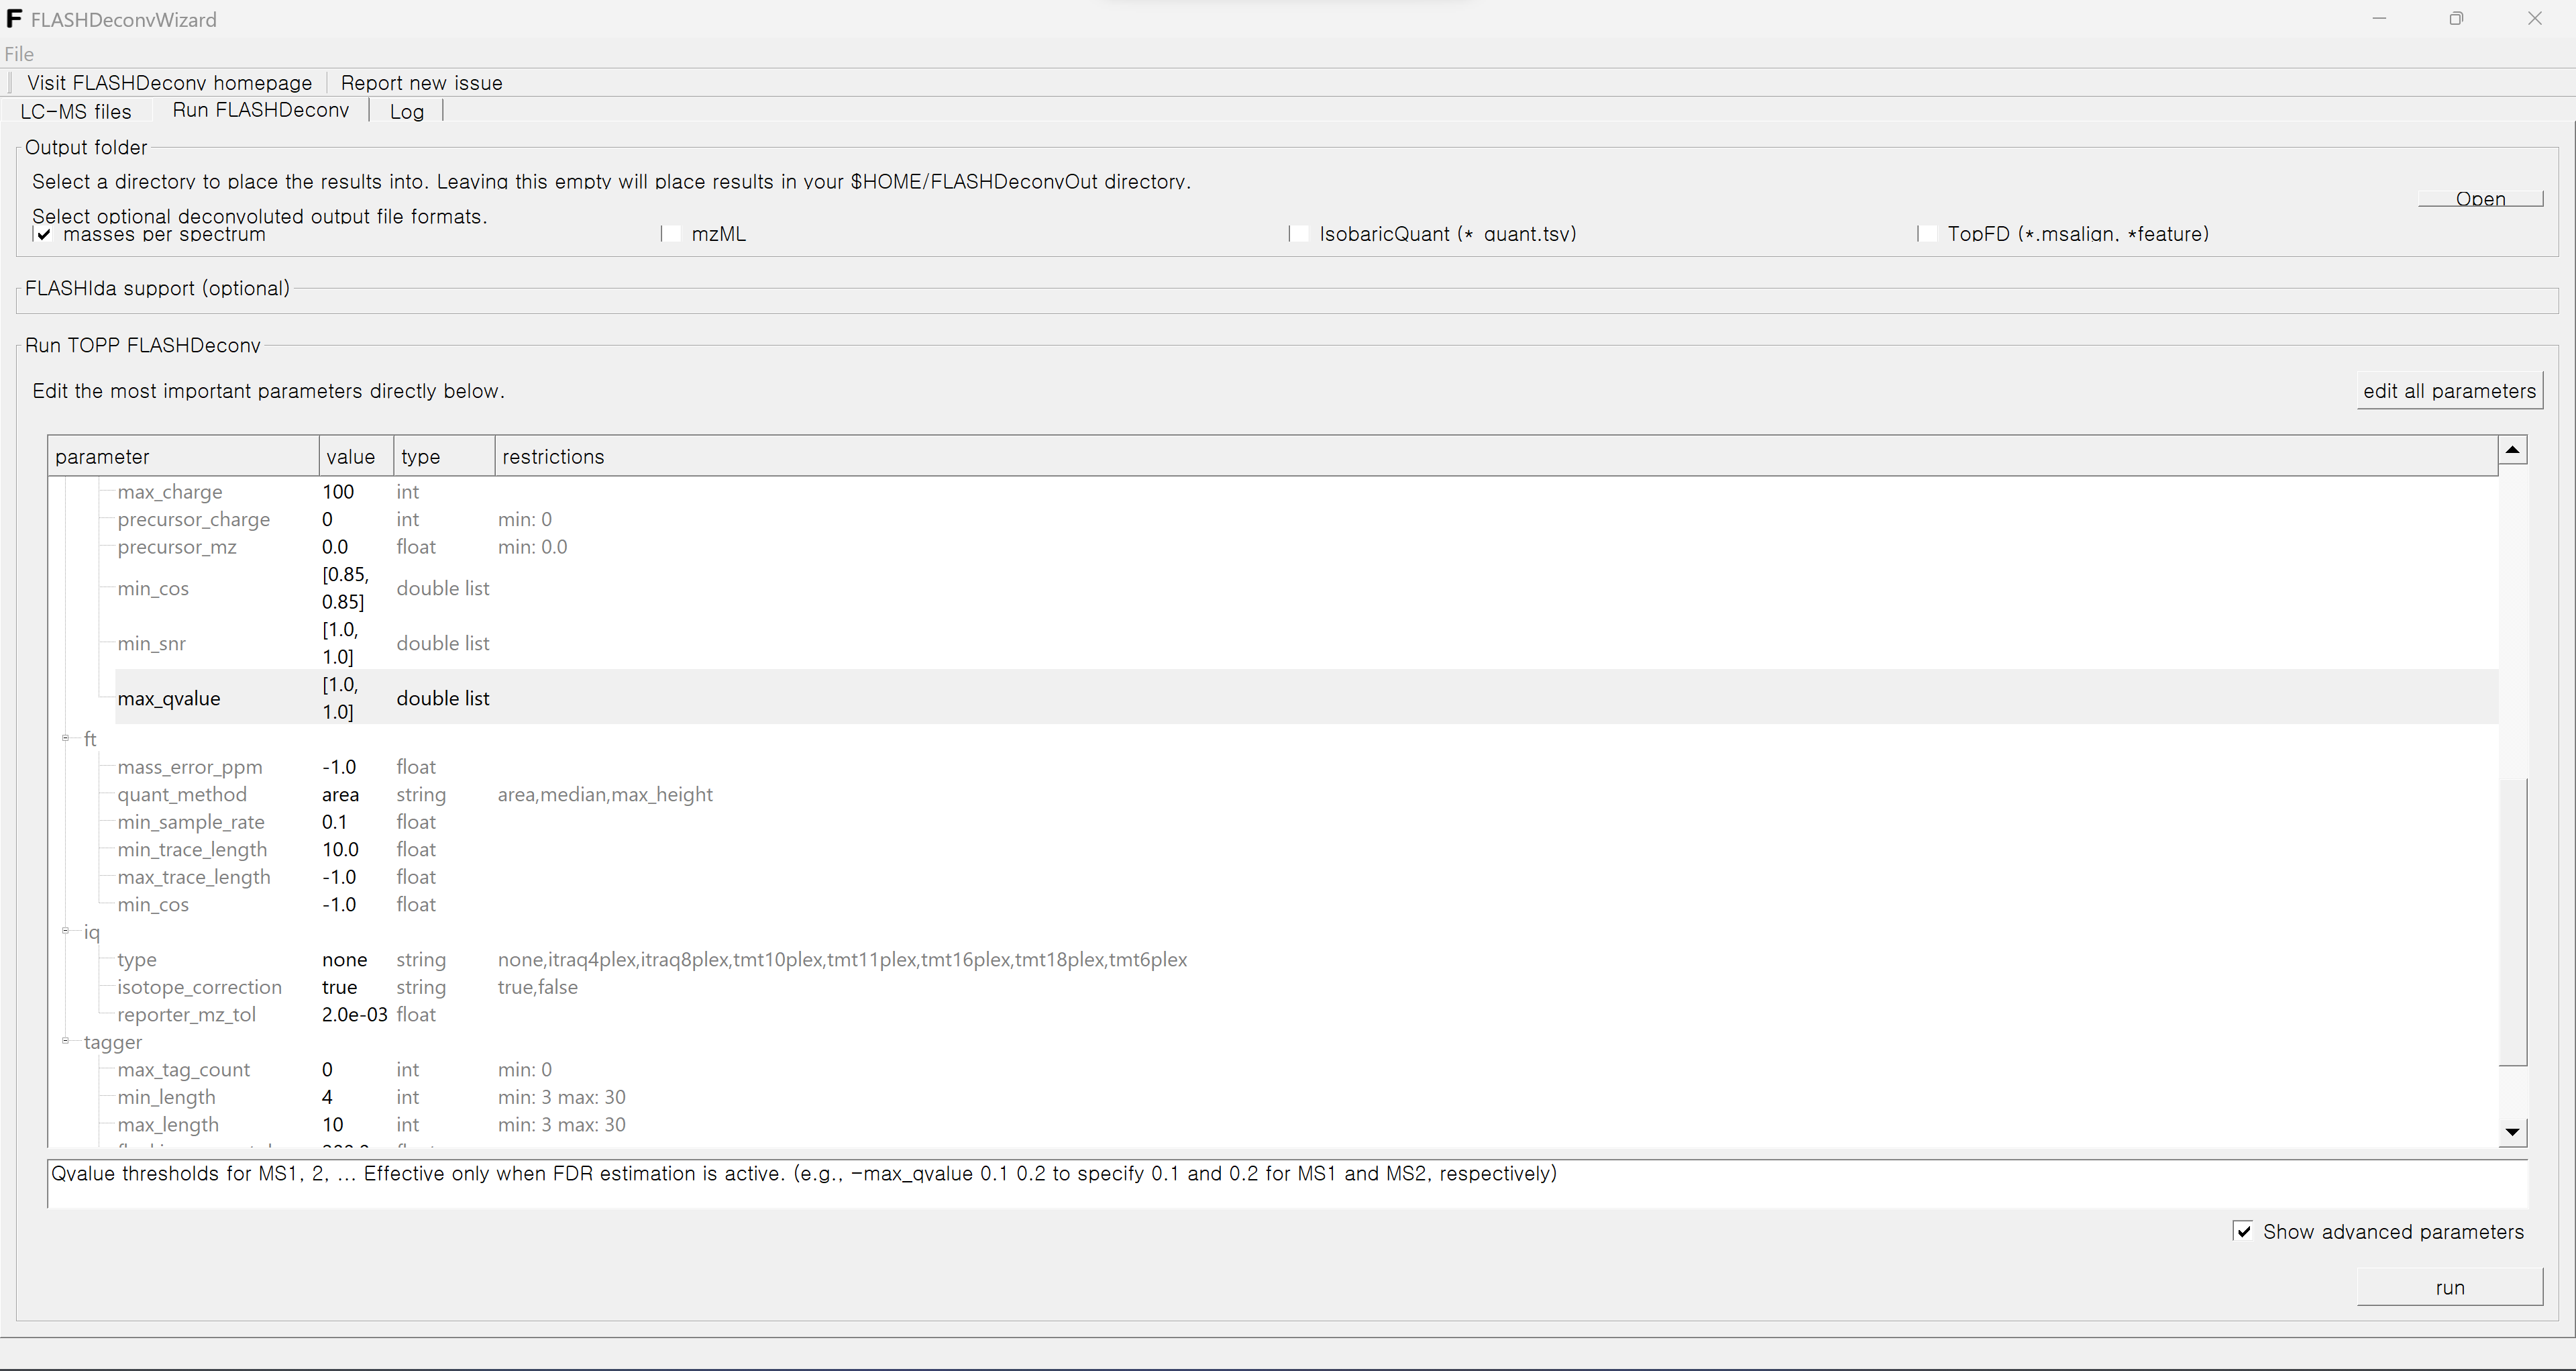 F FLASHDeconvWizard
File
Visit FLASHDeconv homepage Report new issue
LC-MS files Run FLASHDeconv Log
Output folder
Select a directory to place the results into. Leaving this empty will place results in your $HOME/FLASHDeconvOut directory.
Open
Select optional deconvoluted output file formats.
masses per spectrum mzML IsobaricQuant (*_quant.tsv) TopFD (*.msalign, *feature)
FLASHIda support (optional)
Run TOPP FLASHDeconv
Edit the most important parameters directly below.
edit all parameters
parameter value type restrictions
max_charge 100 int
precursor_charge 0 int min: 0
precursor_mz 0.0 float min: 0.0
min_cos [0.85, 0.85] double list
min_snr [1.0, 1.0] double list
max_qvalue [1.0, 1.0] double list
ft
mass_error_ppm -1.0 float
quant_method area string area,median,max_height
min_sample_rate 0.1 float
min_trace_length 10.0 float
max_trace_length -1.0 float
min_cos -1.0 float
iq
type none string none,itraq4plex,itraq8plex,tmt10plex,tmt11plex,tmt16plex,tmt18plex,tmt6plex
isotope_correction true string true,false
reporter_mz_tol 2.0e-03 float
tagger
max_tag_count 0 int min: 0
min_length 4 int min: 3 max: 30
max_length 10 int min: 3 max: 30
Qvalue thresholds for MS1, 2, ... Effective only when FDR estimation is active. (e.g., -max_qvalue 0.1 0.2 to specify 0.1 and 0.2 for MS1 and MS2, respectively)
Show advanced parameters
run